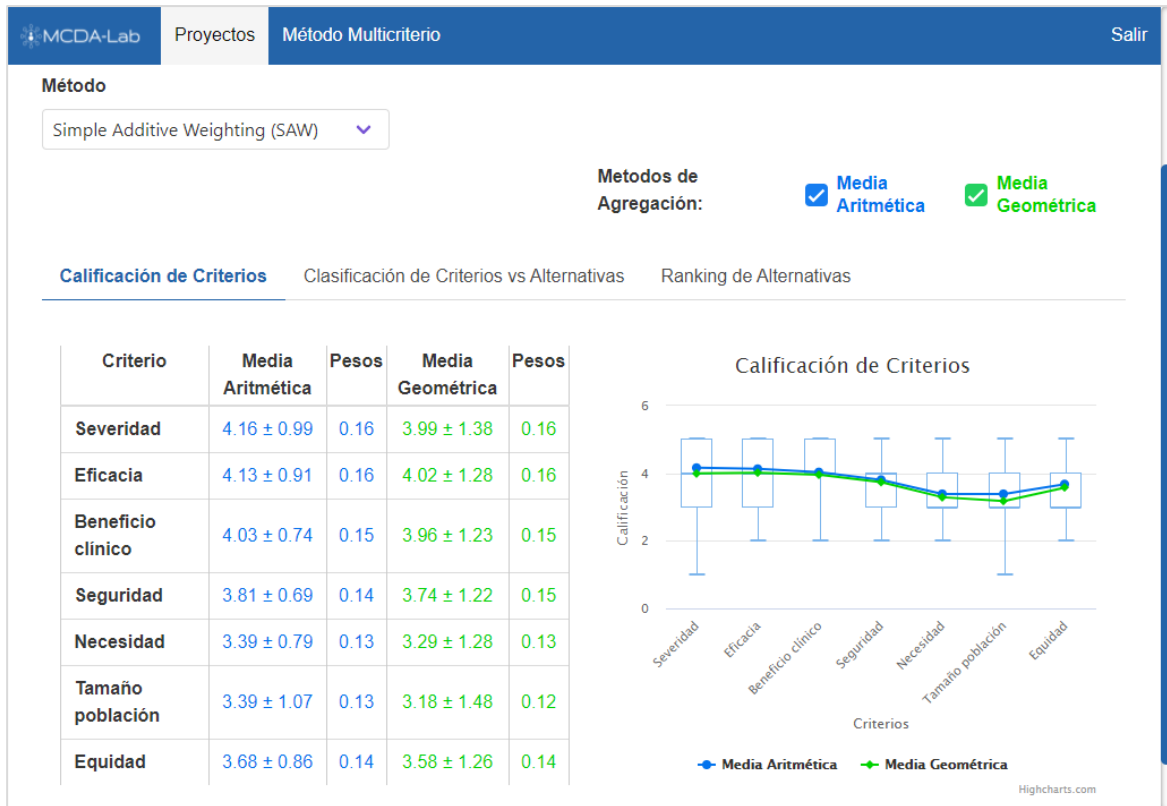 MCDA-Lab Proyectos Método Multicriterio Salir
Método
Simple Additive Weighting (SAW)
Metodos de
Agregación:
Media
Aritmética
Media
Geométrica
Calificación de Criterios Clasificación de Criterios vs Alternativas Ranking de Alternativas
Criterio Media Pesos Media Pesos
Aritmética Geométrica
Severidad 4.16 ± 0.99 0.16 3.99 ± 1.38 0.16
Eficacia 4.13 ± 0.91 0.16 4.02 ± 1.28 0.16
Beneficio
clínico 4.03 ± 0.74 0.15 3.96 ± 1.23 0.15
Seguridad 3.81 ± 0.69 0.14 3.74 ± 1.22 0.15
Necesidad 3.39 ± 0.79 0.13 3.29 ± 1.28 0.13
Tamaño
población 3.39 ± 1.07 0.13 3.18 ± 1.48 0.12
Equidad 3.68 ± 0.86 0.14 3.58 ± 1.26 0.14
Calificación de Criterios
Calificación
6
4
2
0
Severidad
Eficacia
Beneficio clínico
Seguridad
Necesidad
Tamaño población
Equidad
Criterios
Media Aritmética Media Geométrica
Highcharts.com